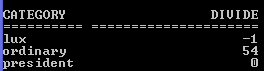 CATEGORY DIVIDE
========== ====================
lux -1
ordinary 54
president 0